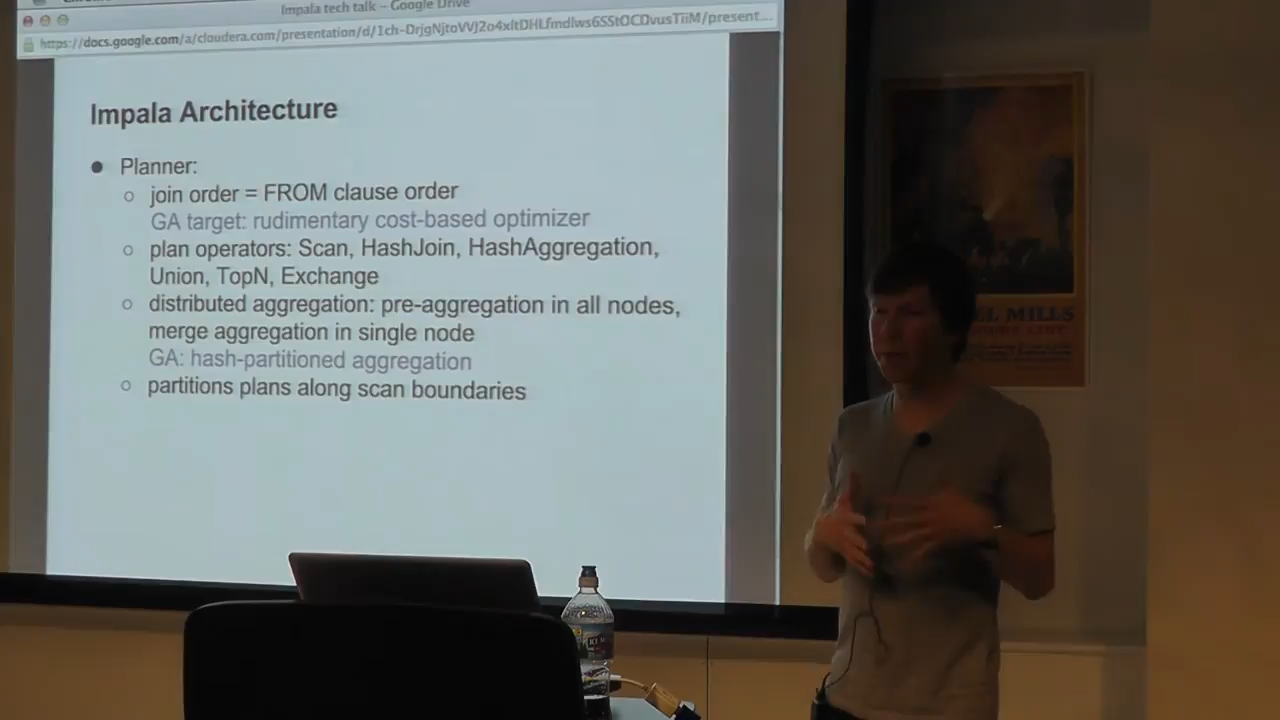 Impala tech talk – Google Drive
https://docs.google.com/a/cloudera.com/presentation/d/1ch-DrjgNjtoVVJ2o4xltDHLfmdlws6SStOCDvusTiiM/present...
Impala Architecture
● Planner:
○ join order = FROM clause order
GA target: rudimentary cost-based optimizer
○ plan operators: Scan, HashJoin, HashAggregation,
Union, TopN, Exchange
○ distributed aggregation: pre-aggregation in all nodes,
merge aggregation in single node
GA: hash-partitioned aggregation
○ partitions plans along scan boundaries
EL MILLS